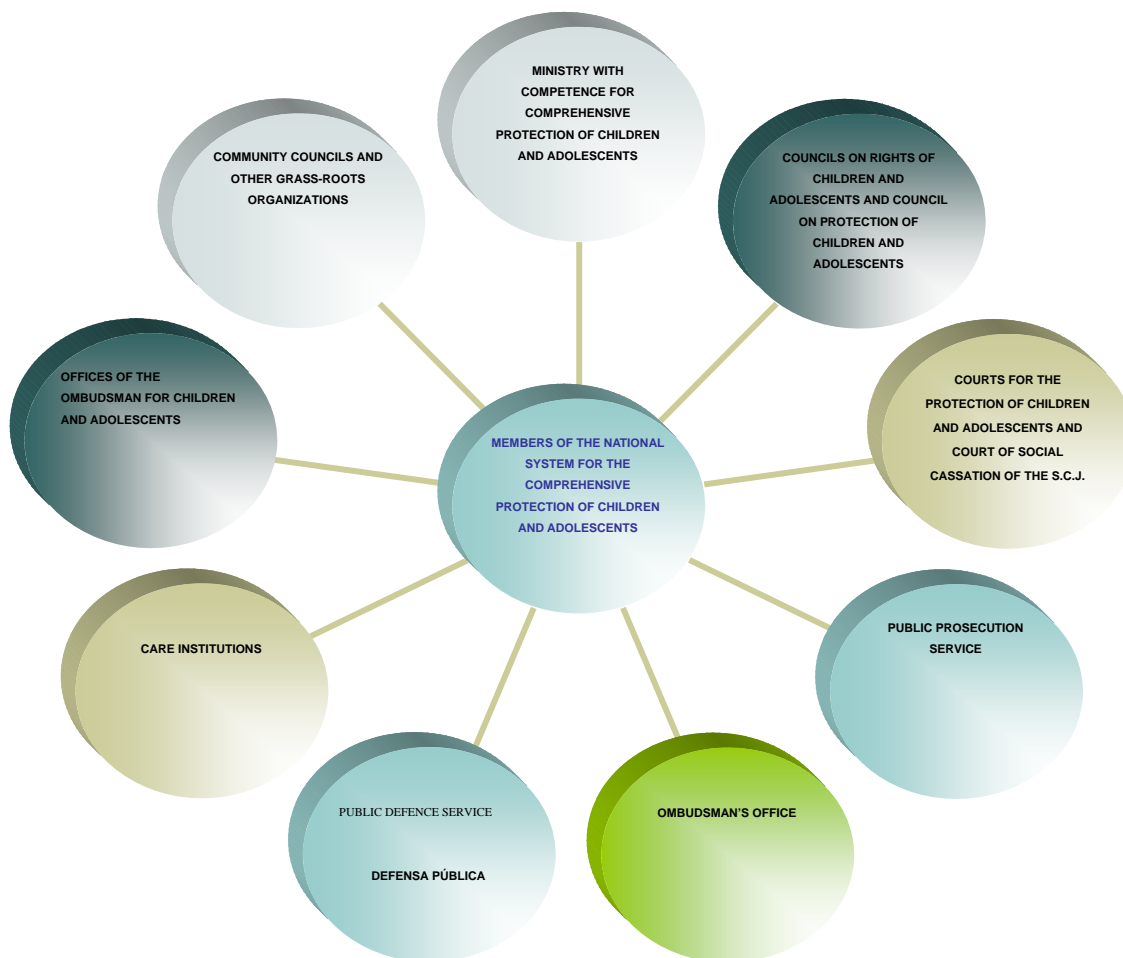 MINISTRY WITH
COMPETENCE FOR
COMPREHENSIVE
PROTECTION OF CHILDREN
AND ADOLESCENTS
COUNCILS ON RIGHTS OF
CHILDREN AND
ADOLESCENTS AND COUNCIL
ON PROTECTION OF
CHILDREN AND
ADOLESCENTS
COURTS FOR THE
PROTECTION OF CHILDREN
AND ADOLESCENTS AND
COURT OF SOCIAL
CASSATION OF THE S.C.J.
PUBLIC PROSECUTION
SERVICE
OMBUDSMAN'S OFFICE
PUBLIC DEFENCE SERVICE
DEFENSA PÚBLICA
CARE INSTITUTIONS
OFFICES OF THE
OMBUDSMAN FOR CHILDREN
AND ADOLESCENTS
COMMUNITY COUNCILS AND
OTHER GRASS-ROOTS
ORGANIZATIONS
MEMBERS OF THE NATIONAL
SYSTEM FOR THE
COMPREHENSIVE
PROTECTION OF CHILDREN
AND ADOLESCENTS